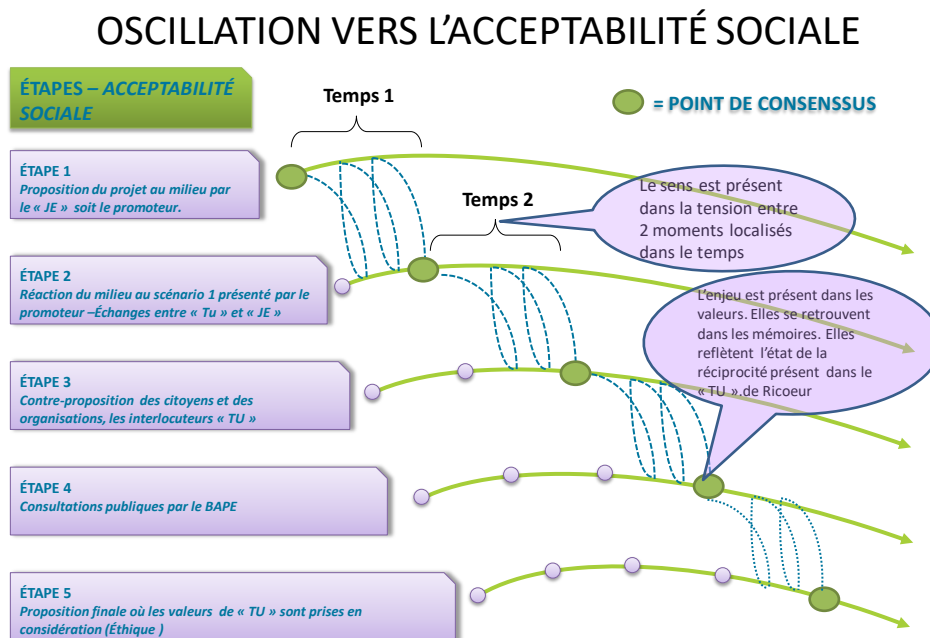 OSCILLATION VERS L'ACCEPTABILITÉ SOCIALE
ÉTAPES – ACCEPTABILITÉ
SOCIALE
Temps 1
= POINT DE CONSENSSUS
ÉTAPE 1
Proposition du projet au milieu par
le « JE » soit le promoteur.
Temps 2
Le sens est présent
dans la tension entre
2 moments localisés
dans le temps
ÉTAPE 2
Réaction du milieu au scénario 1 présenté par le
promoteur –Échanges entre « Tu » et « JE »
L'enjeu est présent dans les
valeurs. Elles se retrouvent
dans les mémoires. Elles
reflètent l'état de la
réciprocité présent dans le
« TU ».de Ricoeur
ÉTAPE 3
Contre-proposition des citoyens et des
organisations, les interlocuteurs « TU »
ÉTAPE 4
Consultations publiques par le BAPE
ÉTAPE 5
Proposition finale où les valeurs de « TU » sont prises en
considération (Éthique )